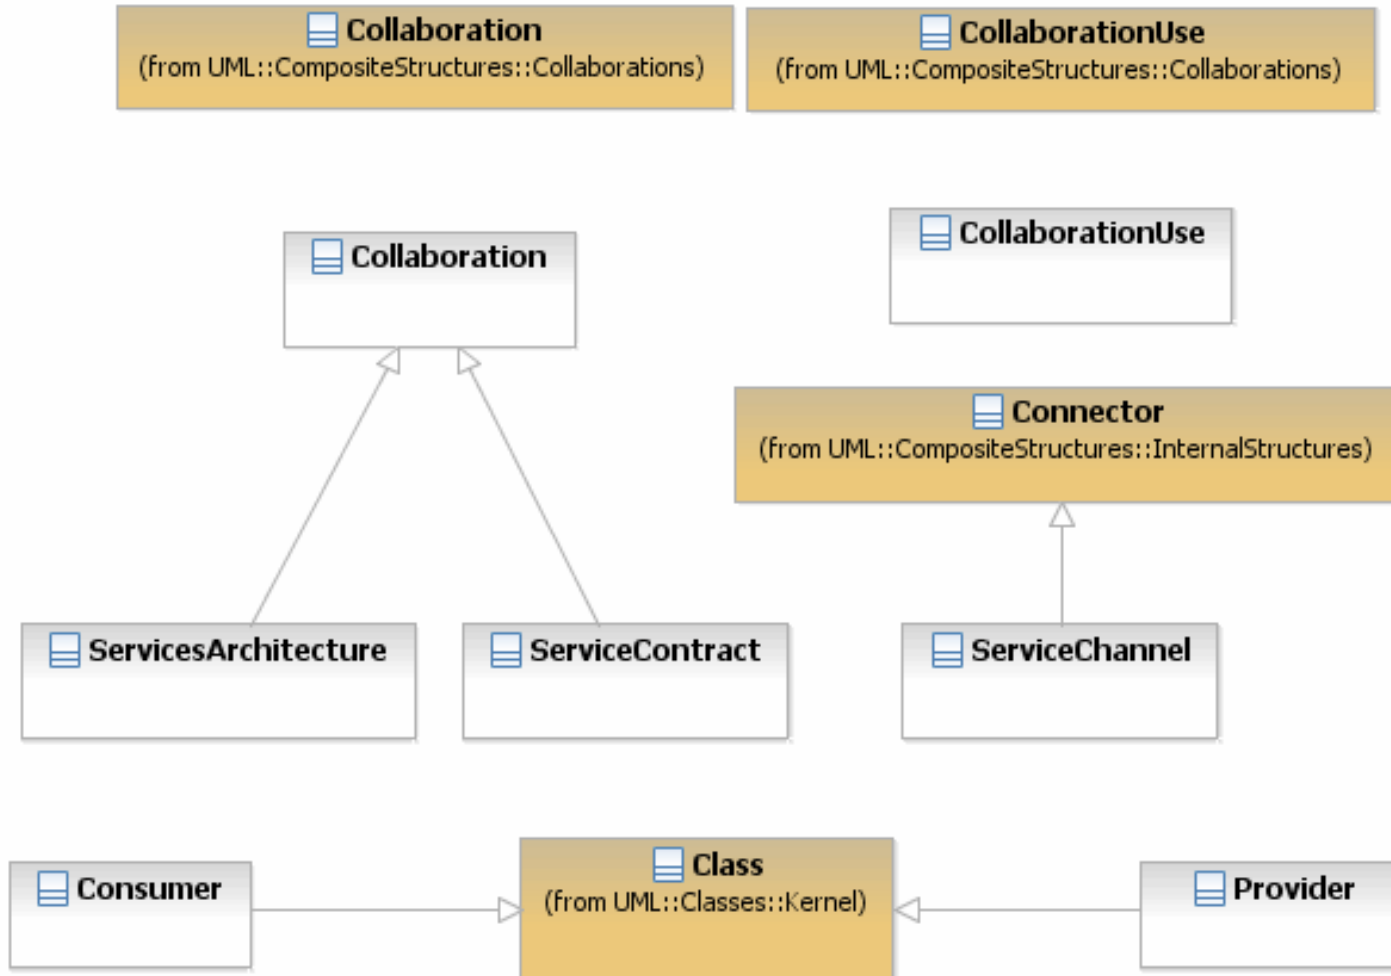 Collaboration
(from UML::CompositeStructures::Collaborations)
CollaborationUse
(from UML::CompositeStructures::Collaborations)
Collaboration
CollaborationUse
Connector
(from UML::CompositeStructures::InternalStructures)
ServicesArchitecture
ServiceContract
ServiceChannel
Consumer
Class
(from UML::Classes::Kernel)
Provider